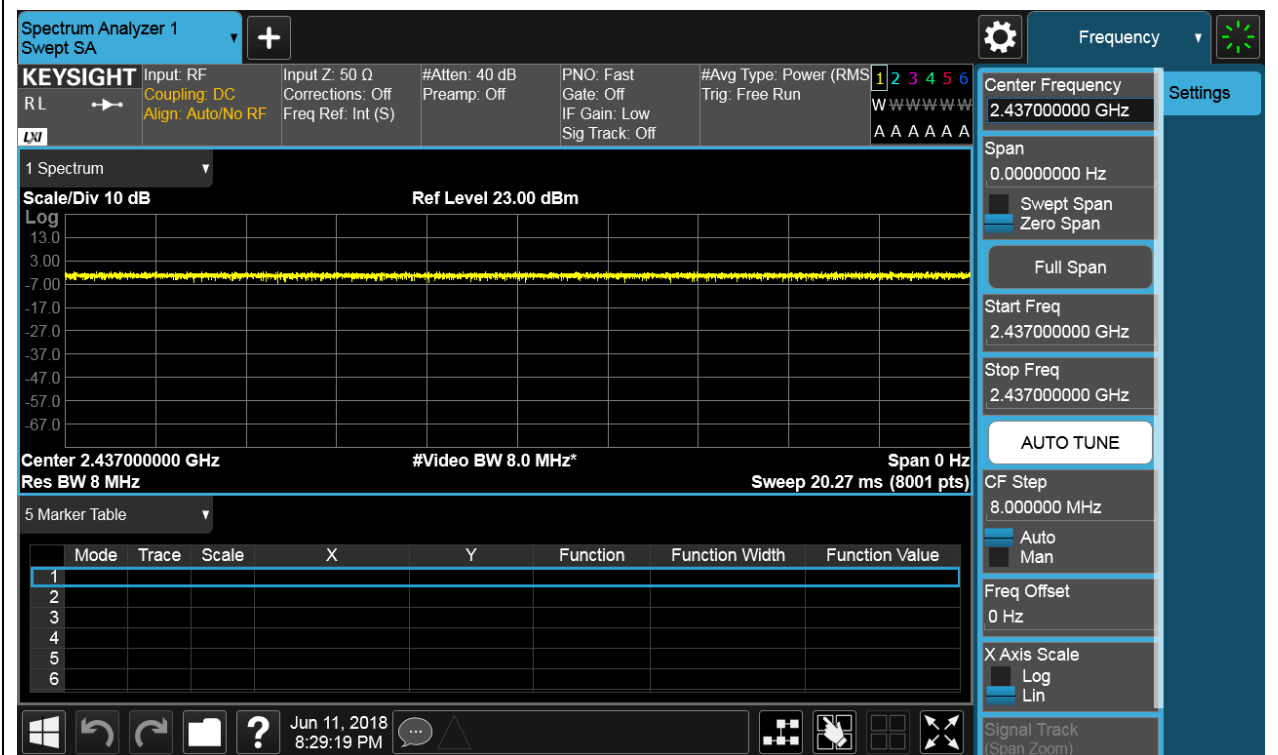 Spectrum Analyzer 1
Swept SA
Frequency
KEYSIGHT
R L
LXI
Input: RF
Coupling: DC
Align: Auto/No RF
Input Z: 50 Ω
Corrections: Off
Freq Ref: Int (S)
#Atten: 40 dB
Preamp: Off
PNO: Fast
Gate: Off
IF Gain: Low
Sig Track: Off
#Avg Type: Power (RMS
Trig: Free Run
1 2 3 4 5 6
W W W W W W
A A A A A A
1 Spectrum
Scale/Div 10 dB
Ref Level 23.00 dBm
Log
13.0
3.00
-7.00
-17.0
-27.0
-37.0
-47.0
-57.0
-67.0
Center 2.437000000 GHz
#Video BW 8.0 MHz*
Span 0 Hz
Res BW 8 MHz
Sweep 20.27 ms (8001 pts)
5 Marker Table
Mode Trace Scale X Y Function Function Width Function Value
1
2
3
4
5
6
Jun 11, 2018
8:29:19 PM
Center Frequency
2.437000000 GHz
Settings
Span
0.00000000 Hz
Swept Span
Zero Span
Full Span
Start Freq
2.437000000 GHz
Stop Freq
2.437000000 GHz
AUTO TUNE
CF Step
8.000000 MHz
Auto
Man
Freq Offset
0 Hz
X Axis Scale
Log
Lin
Signal Track
(Span Zoom)